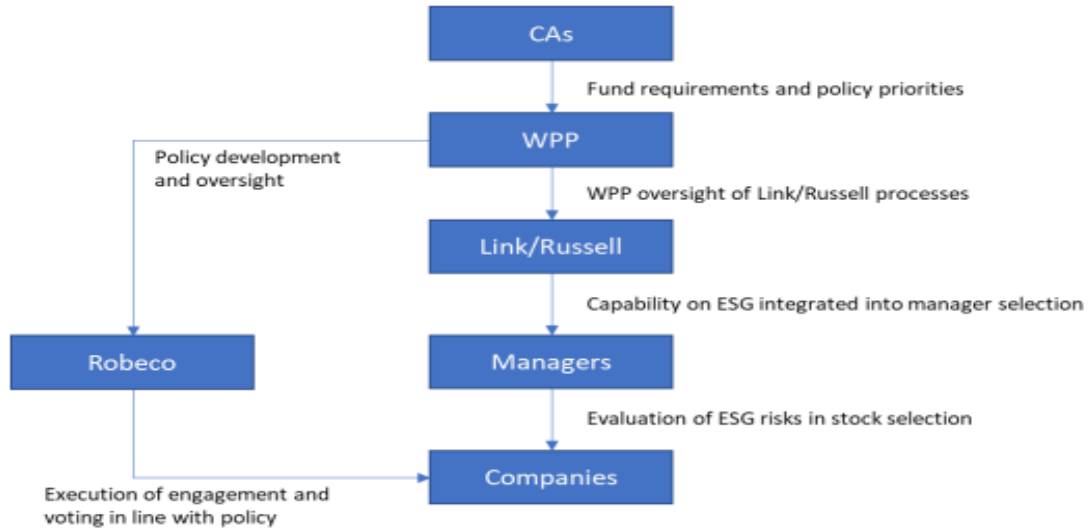 CAs
Fund requirements and policy priorities
WPP
Policy development
and oversight
WPP oversight of Link/Russell processes
Link/Russell
Capability on ESG integrated into manager selection
Robeco
Managers
Evaluation of ESG risks in stock selection
Companies
Execution of engagement and
voting in line with policy